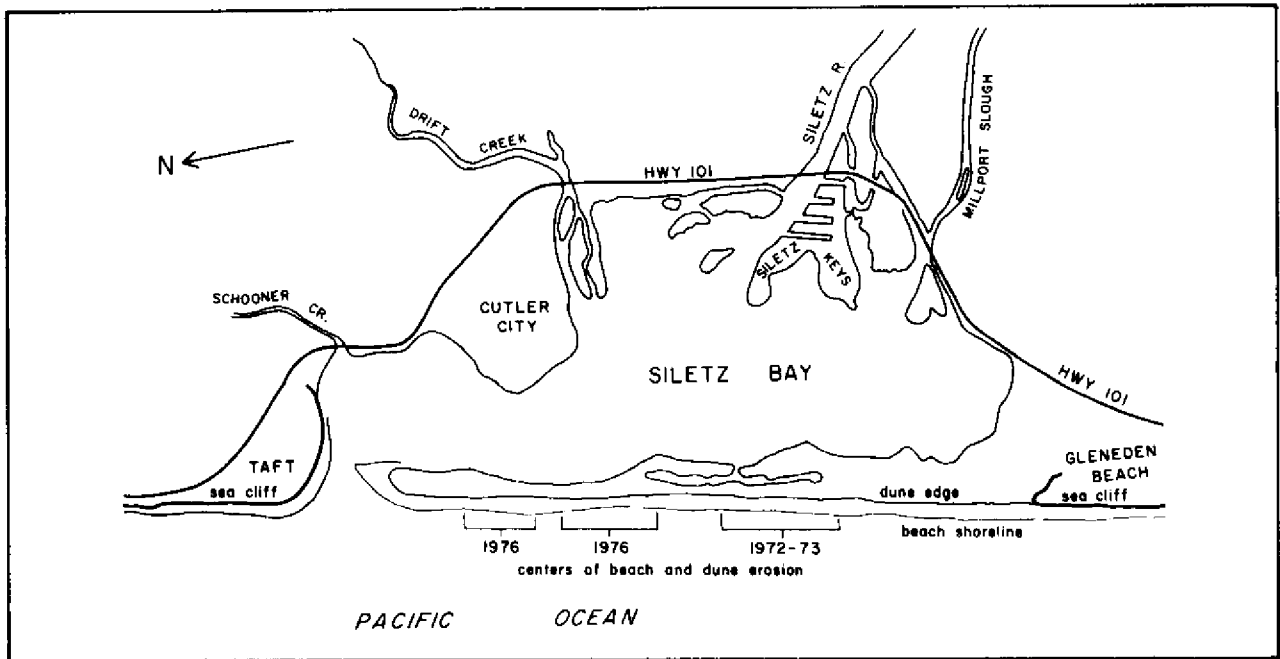 DRIFT CREEK
SILETZ R.
MILLPORT SLOUGH
N
HWY 101
SILETZ KEYS
SCHOONER CR.
CUTLER
CITY
SILETZ BAY
HWY 101
TAFT
GLENEDEN
BEACH
sea cliff
dune edge
sea cliff
beach shoreline
1976
1976
1972-73
centers of beach and dune erosion
PACIFIC OCEAN